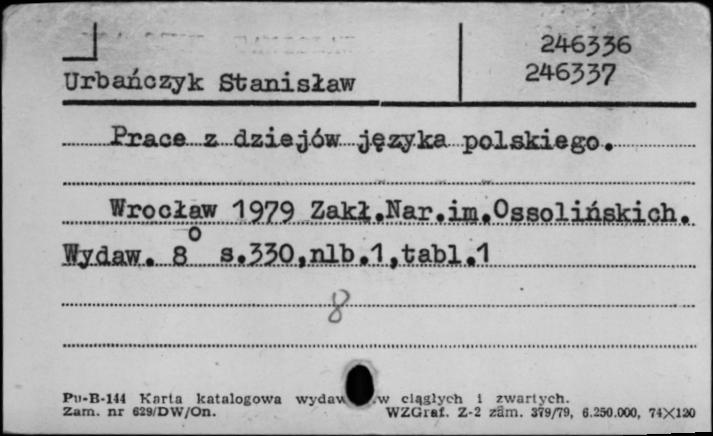 246336
246337
Urbańczyk Stanisław
Prace z dziejów języka polskiego.
Wrocław 1979 Zakł.Nar.im.Ossolińskich.
Wydaw. 8° s.330,nlb.1,tabl.1
8
Pu-B-144 Karta katalogowa wydaw w ciągłych i zwartych.
Zam. nr 629/DW/On. WZGraf. Z-2 zam. 379/79, 6.250.000, 74X120